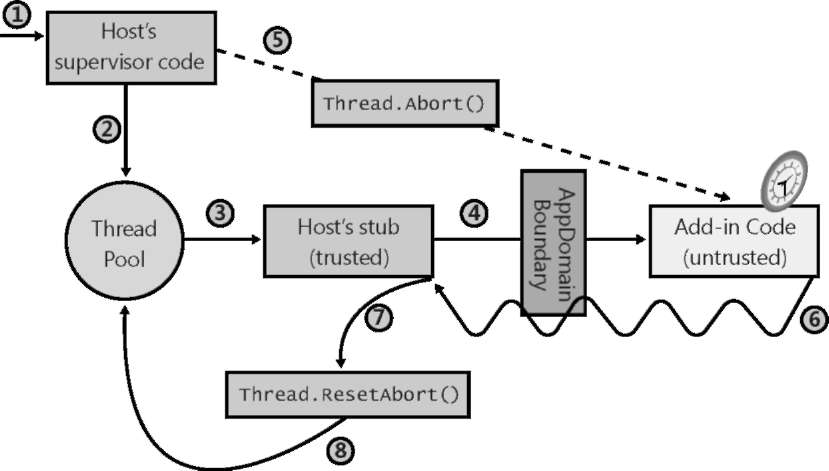 1
Host's
supervisor code
5
Thread.Abort()
2
Thread
Pool
3
Host's stub
(trusted)
4
AppDomain
Boundary
Add-in Code
(untrusted)
6
7
Thread.ResetAbort()
8